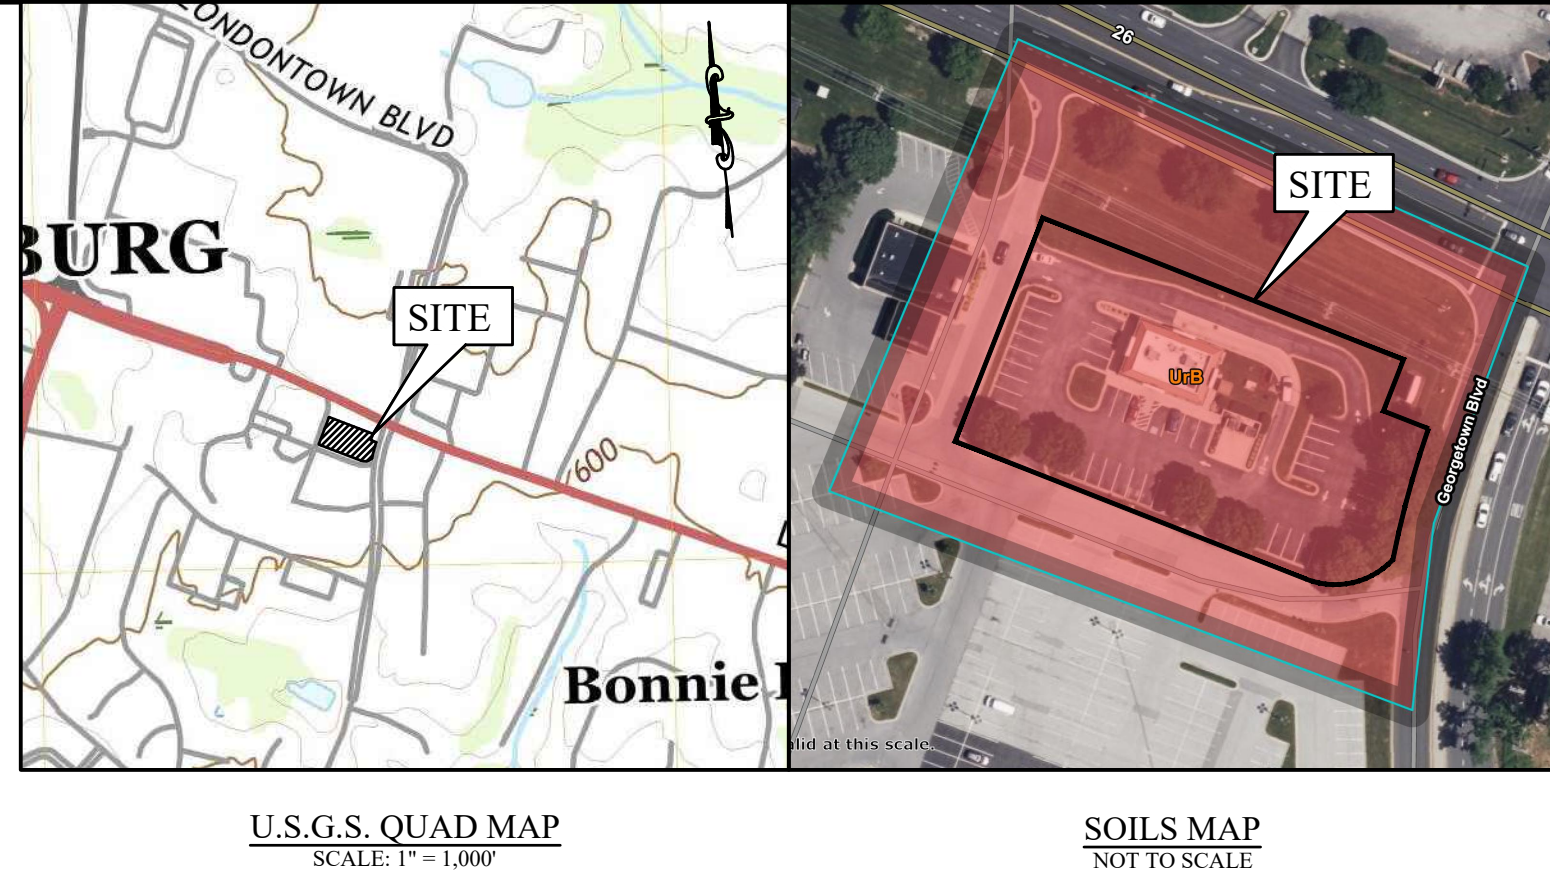 LONDONTOWN BLVD
BURG
SITE
600
Bonnie
26
SITE
UrB
Georgetown Blvd
alid at this scale.
U.S.G.S. QUAD MAP
SCALE: 1" = 1,000'
SOILS MAP
NOT TO SCALE